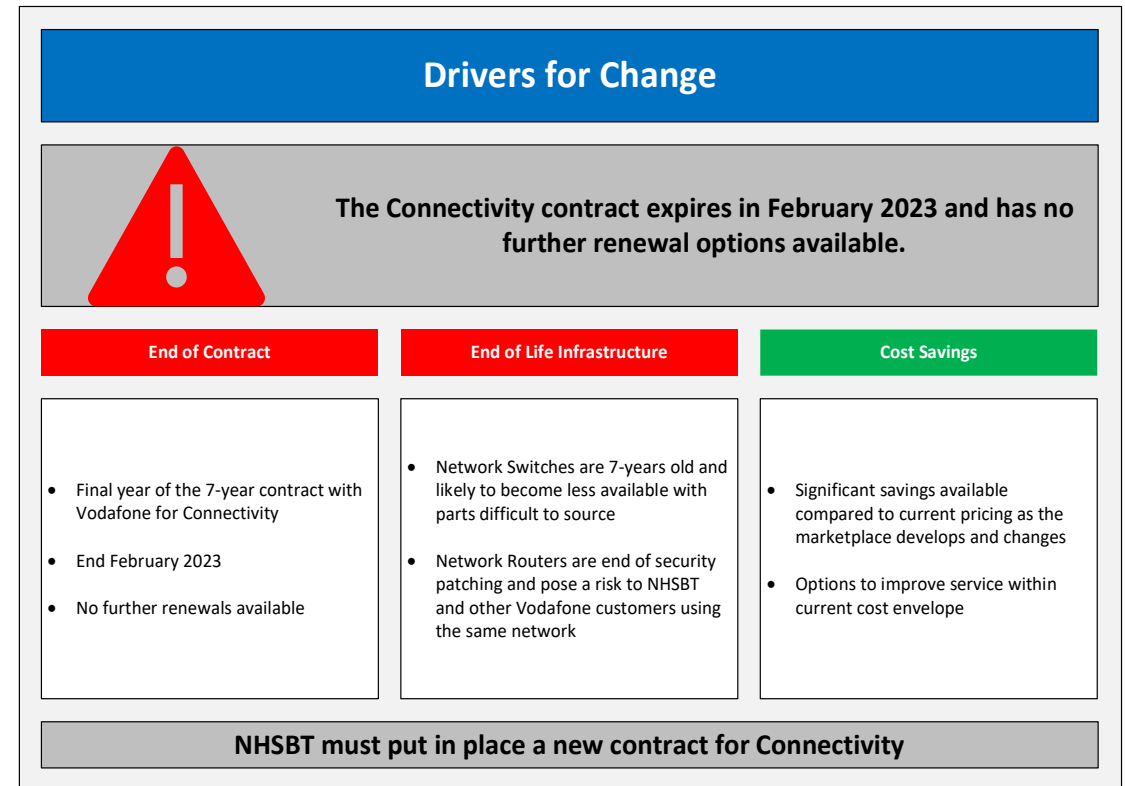 Drivers for Change
The Connectivity contract expires in February 2023 and has no
further renewal options available.
End of Contract
• Final year of the 7-year contract with
Vodafone for Connectivity
• End February 2023
• No further renewals available
End of Life Infrastructure
• Network Switches are 7-years old and
likely to become less available with
parts difficult to source
• Network Routers are end of security
patching and pose a risk to NHSBT
and other Vodafone customers using
the same network
Cost Savings
• Significant savings available
compared to current pricing as the
marketplace develops and changes
• Options to improve service within
current cost envelope
NHSBT must put in place a new contract for Connectivity